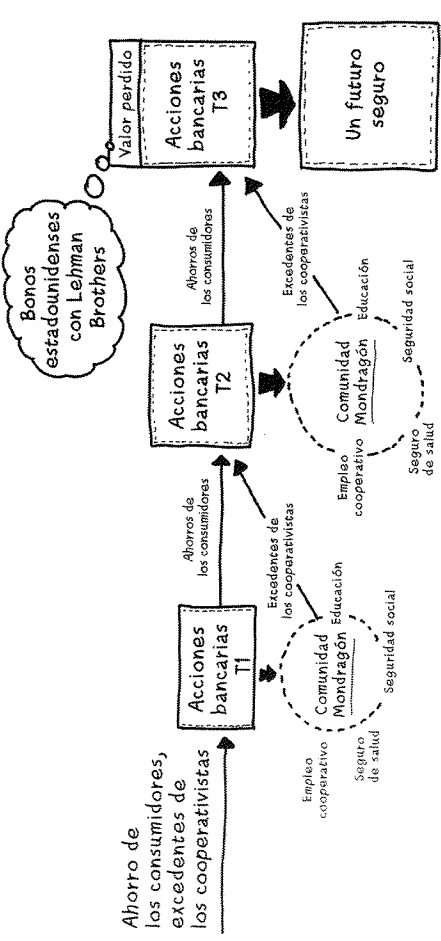 Ahorro de
los consumidores,
excedentes de
los cooperativistas
Acciones
bancarias
T1
Comunidad
Mondragón
Empleo
cooperativo
Seguro
de salud
Educación
Seguridad social
Ahorros de
los consumidores
Excedentes de
los cooperativistas
Acciones
bancarias
T2
Comunidad
Mondragón
Empleo
cooperativo
Seguro
de salud
Educación
Seguridad social
Ahorros de
los consumidores
Excedentes de
los cooperativistas
Bonos
estadounidenses
con Lehman
Brothers
Valor perdido
Acciones
bancarias
T3
Un futuro
seguro